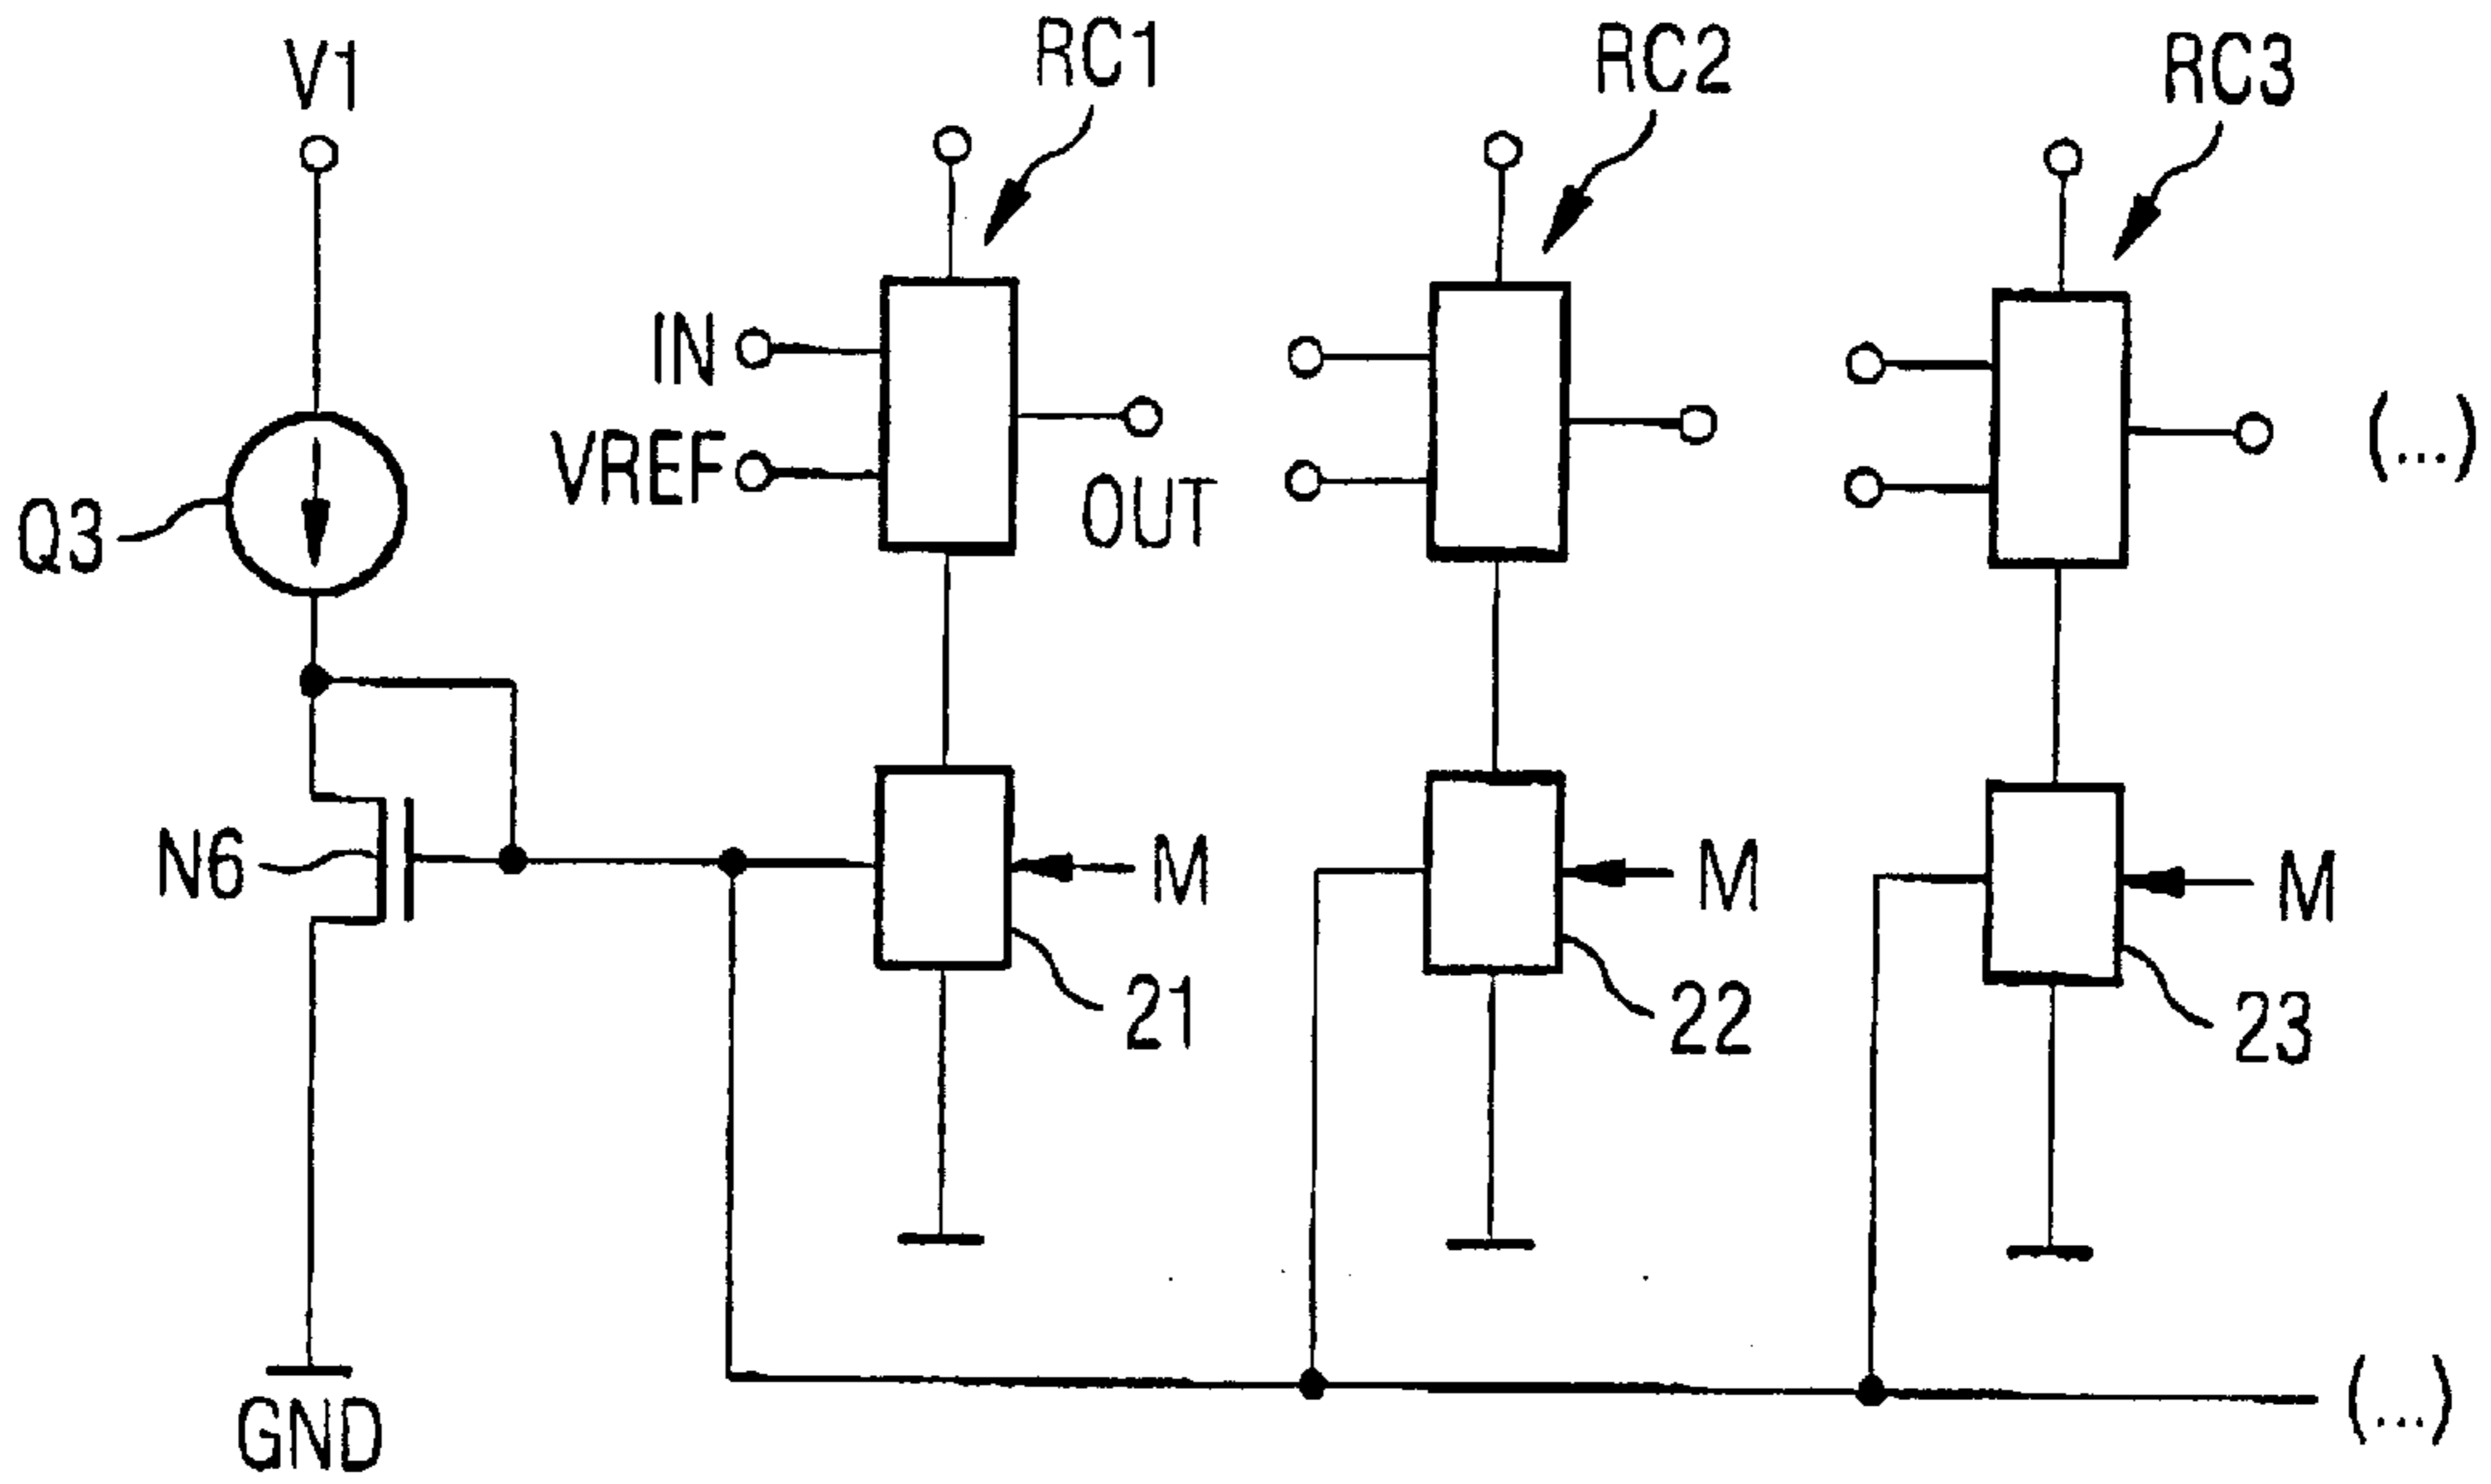 V1
RC1
RC2
RC3
IN
VREF
OUT
(...)
Q3
N6
M
M
M
21
22
23
GND
(...)